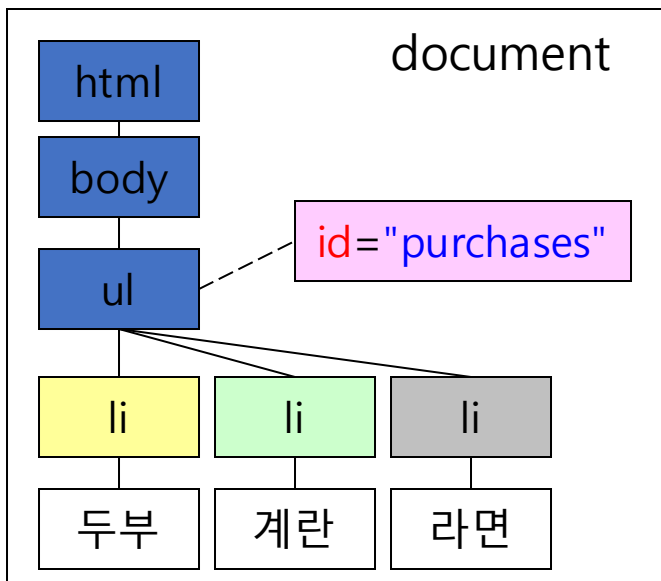 document
html
body
id="purchases"
ul
li
li
li
두부
계란
라면